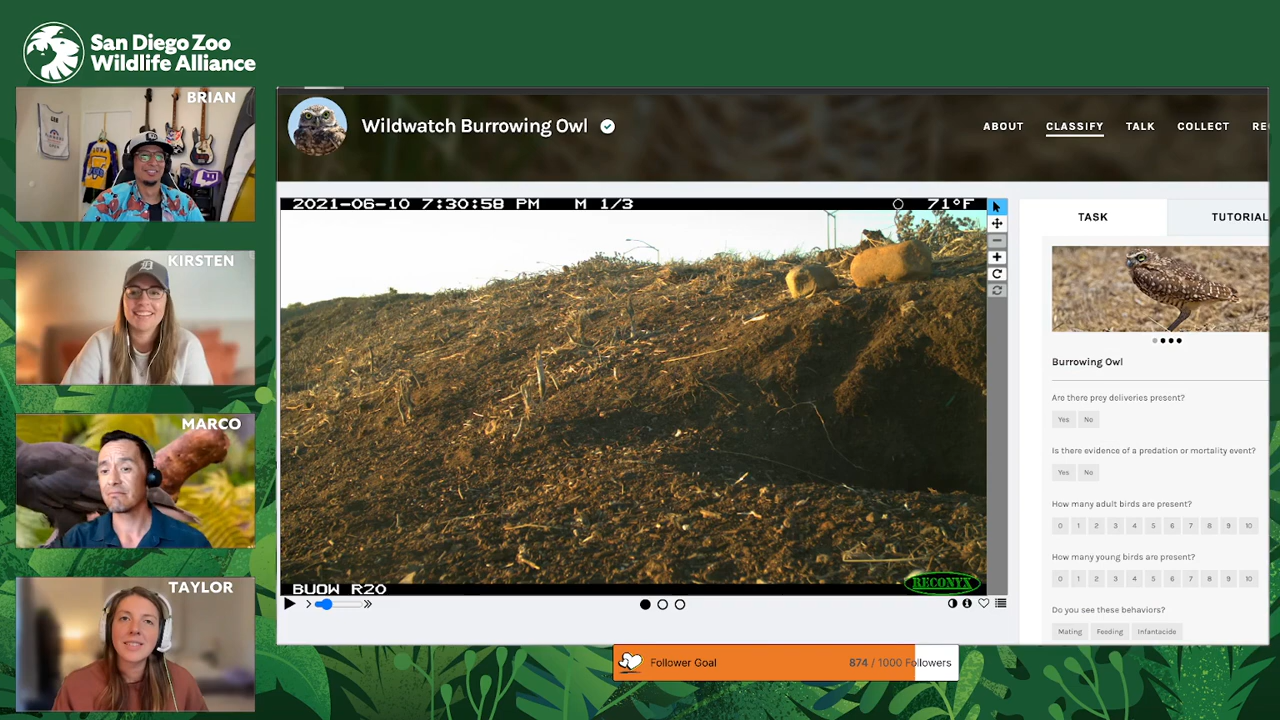 San Diego Zoo
Wildlife Alliance
BRIAN
KIRSTEN
MARCO
TAYLOR
Wildwatch Burrowing Owl
ABOUT CLASSIFY TALK COLLECT RE
2021-06-10 7:30:58 PM M 1/3 71°F
BUOW R20
RECONYX
TASK TUTORIAL
Burrowing Owl
Are there prey deliveries present?
Yes No
Is there evidence of a predation or mortality event?
Yes No
How many adult birds are present?
0 1 2 3 4 5 6 7 8 9 10
How many young birds are present?
0 1 2 3 4 5 6 7 8 9 10
Do you see these behaviors?
Mating Feeding Infantacide
Follower Goal 874 / 1000 Followers